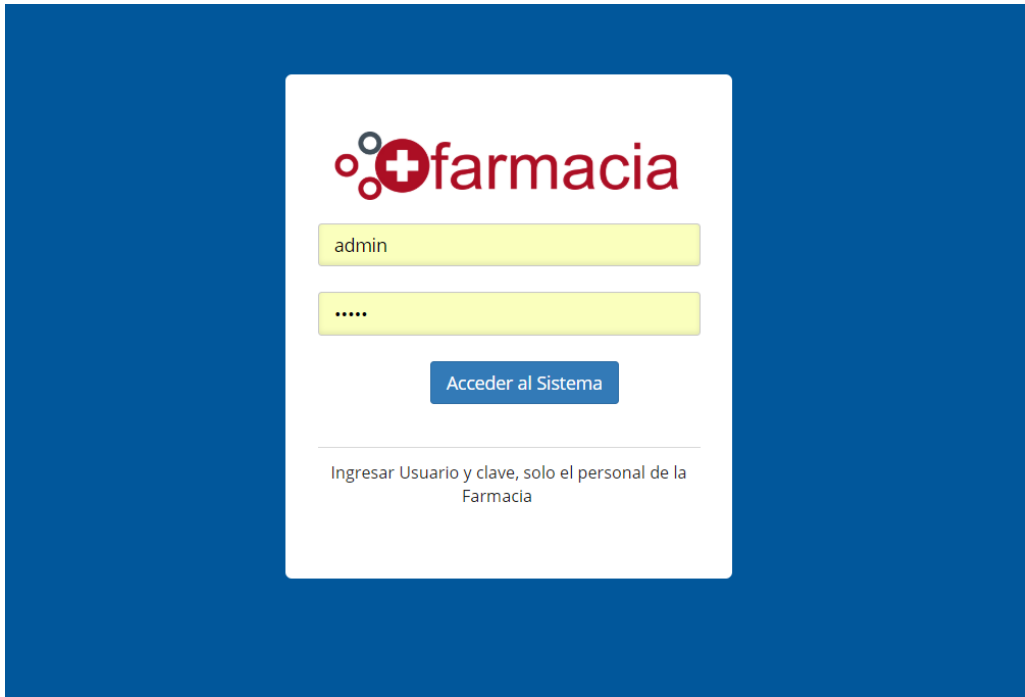 farmacia
admin
•••••
Acceder al Sistema
Ingresar Usuario y clave, solo el personal de la
Farmacia